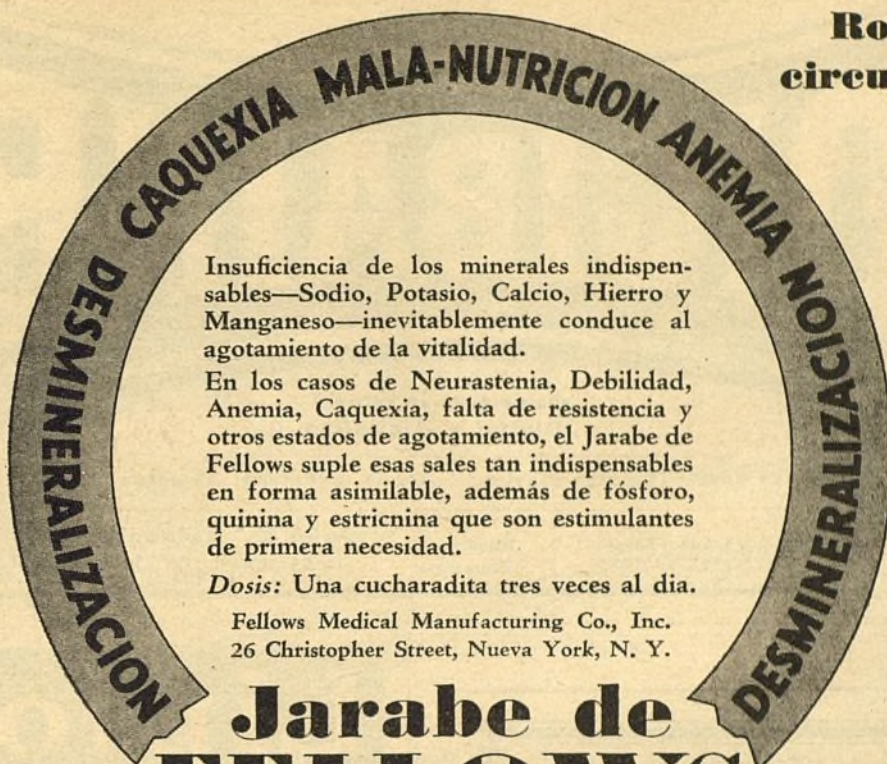 Ro
circu
DESMINERALIZACION CAQUEXIA MALA-NUTRICION ANEMIA DESMINERALIZACION
Insuficiencia de los minerales indispen-
sables—Sodio, Potasio, Calcio, Hierro y
Manganeso—inevitablemente conduce al
agotamiento de la vitalidad.
En los casos de Neurastenia, Debilidad,
Anemia, Caquexia, falta de resistencia y
otros estados de agotamiento, el Jarabe de
Fellows suple esas sales tan indispensables
en forma asimilable, además de fósforo,
quinina y estricnina que son estimulantes
de primera necesidad.
Dosis: Una cucharadita tres veces al dia.
Fellows Medical Manufacturing Co., Inc.
26 Christopher Street, Nueva York, N. Y.
Jarabe de
FELLOWS